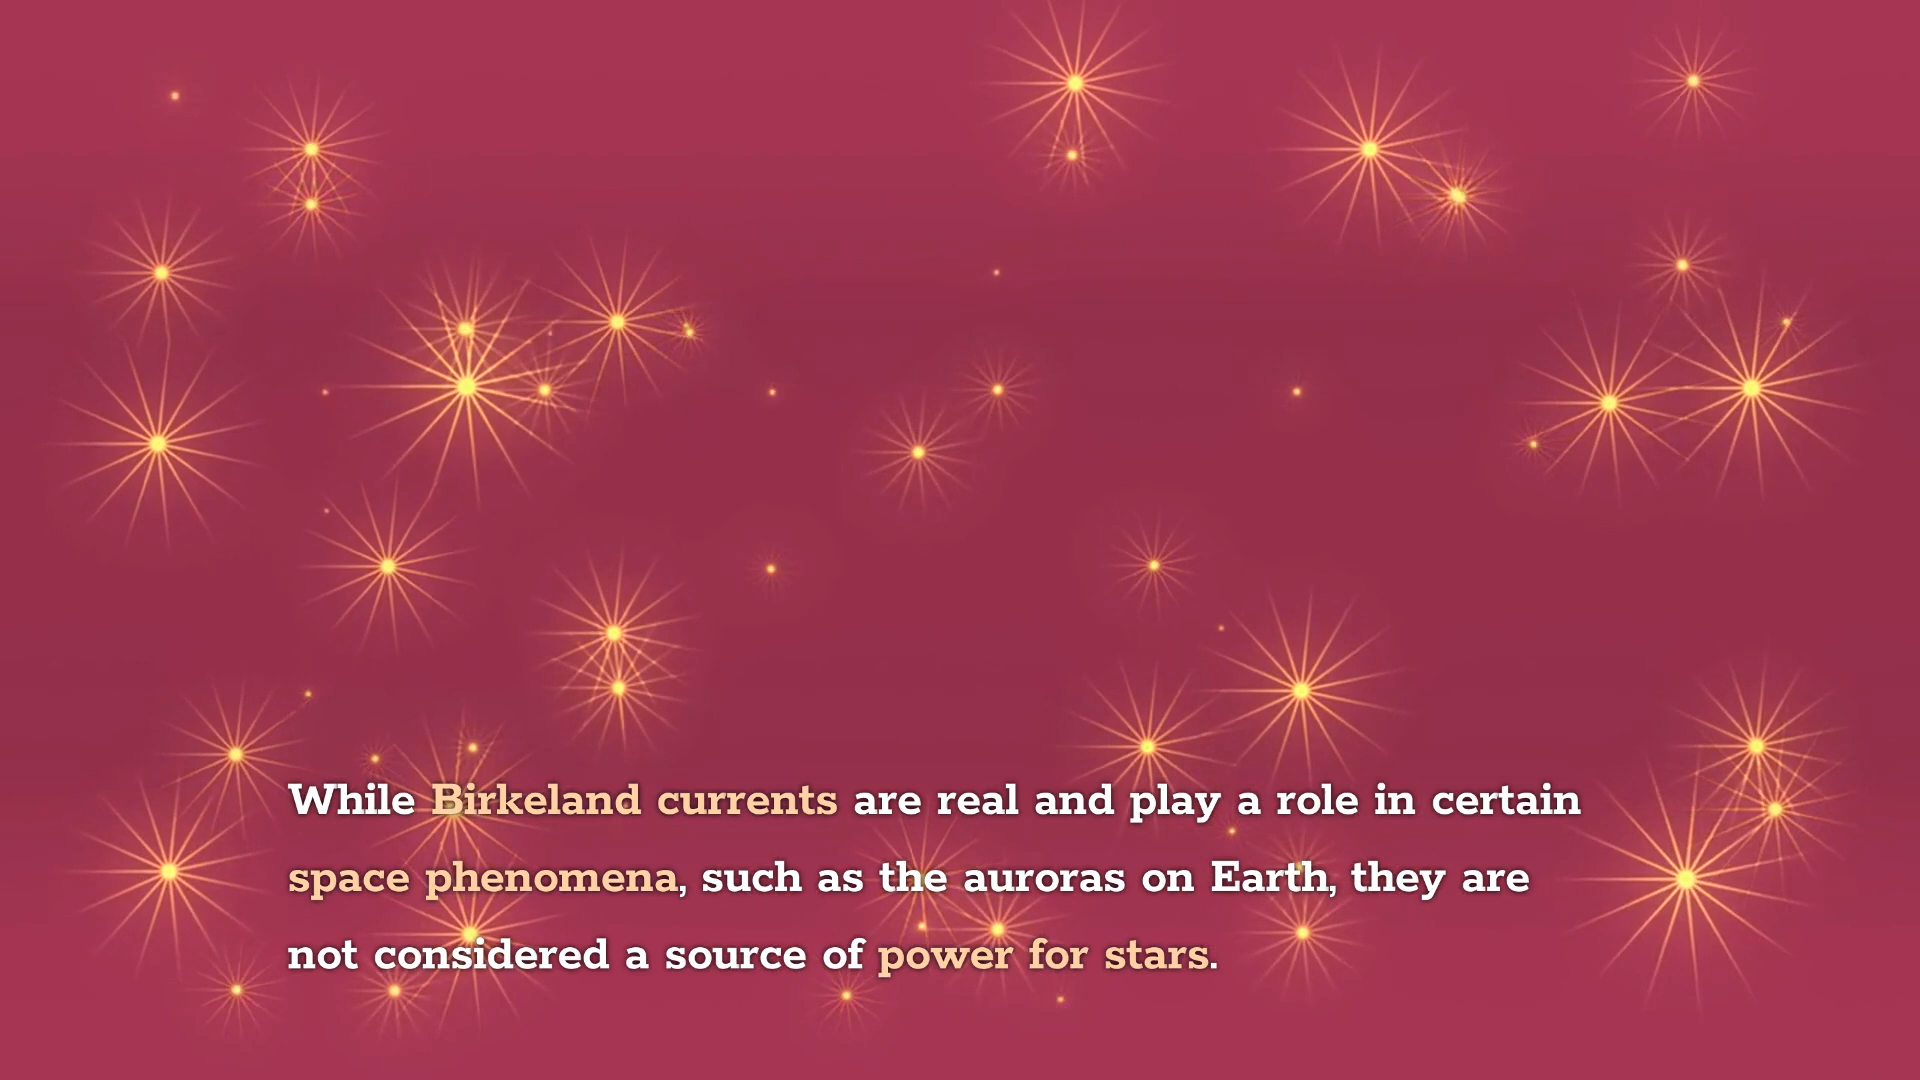 While Birkeland currents are real and play a role in certain
space phenomena, such as the auroras on Earth, they are
not considered a source of power for stars.